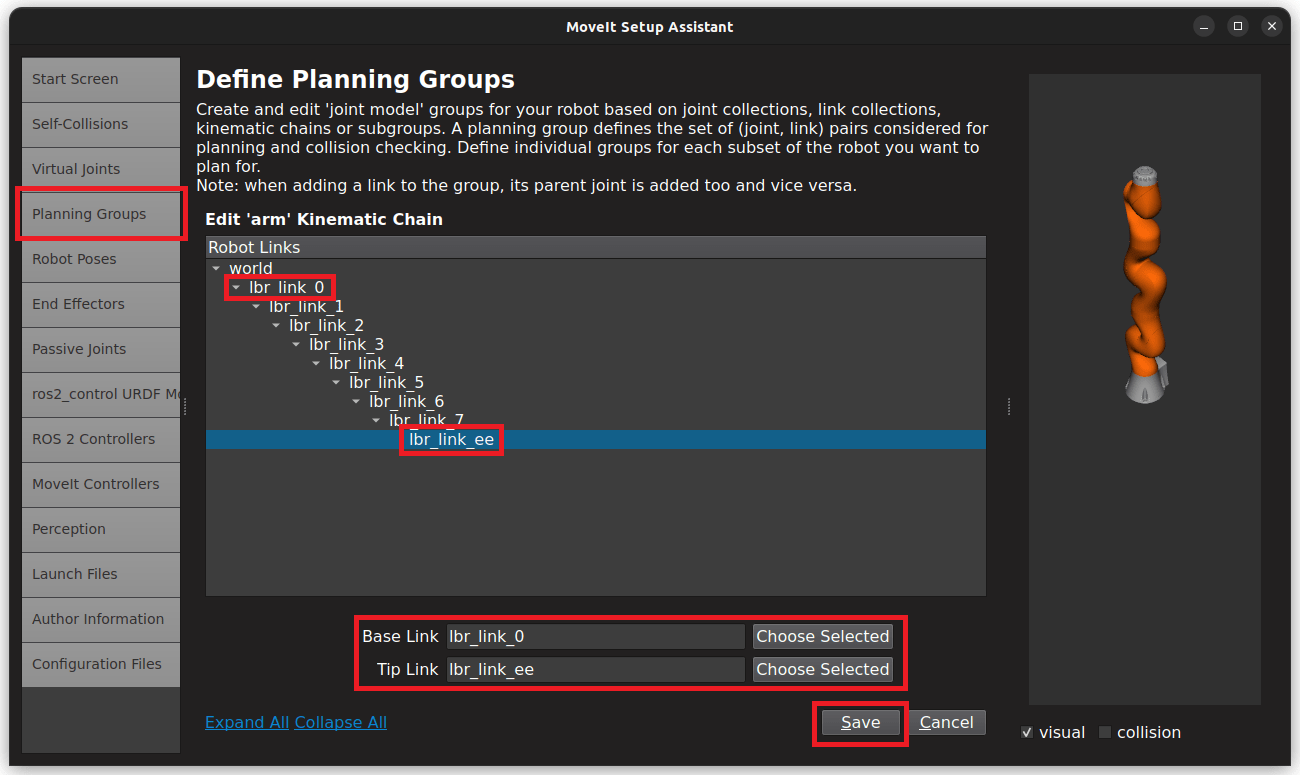 MoveIt Setup Assistant
Start Screen
Self-Collisions
Virtual Joints
Planning Groups
Robot Poses
End Effectors
Passive Joints
ros2_control URDF Mo
ROS 2 Controllers
MoveIt Controllers
Perception
Launch Files
Author Information
Configuration Files
Define Planning Groups
Create and edit 'joint model' groups for your robot based on joint collections, link collections,
kinematic chains or subgroups. A planning group defines the set of (joint, link) pairs considered for
planning and collision checking. Define individual groups for each subset of the robot you want to
plan for.
Note: when adding a link to the group, its parent joint is added too and vice versa.
Edit 'arm' Kinematic Chain
Robot Links
world
lbr_link_0
lbr_link_1
lbr_link_2
lbr_link_3
lbr_link_4
lbr_link_5
lbr_link_6
lbr_link_7
lbr_link_ee
Base Link lbr_link_0 Choose Selected
Tip Link lbr_link_ee Choose Selected
Expand All Collapse All Save Cancel
visual collision